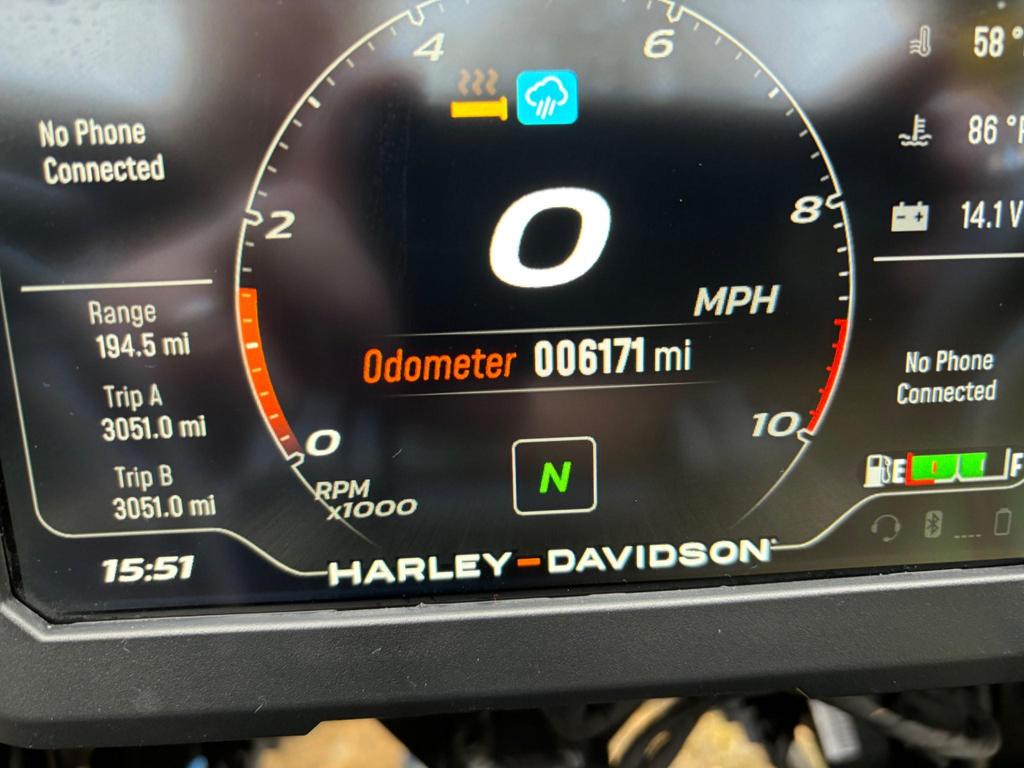 4
6
58 °
No Phone
Connected
86 °F
2
8
14.1 V
0
MPH
Range
194.5 mi
Odometer 006171 mi
Trip A
3051.0 mi
No Phone
Connected
0
10
RPM
x1000
N
E
F
Trip B
3051.0 mi
15:51
HARLEY-DAVIDSON